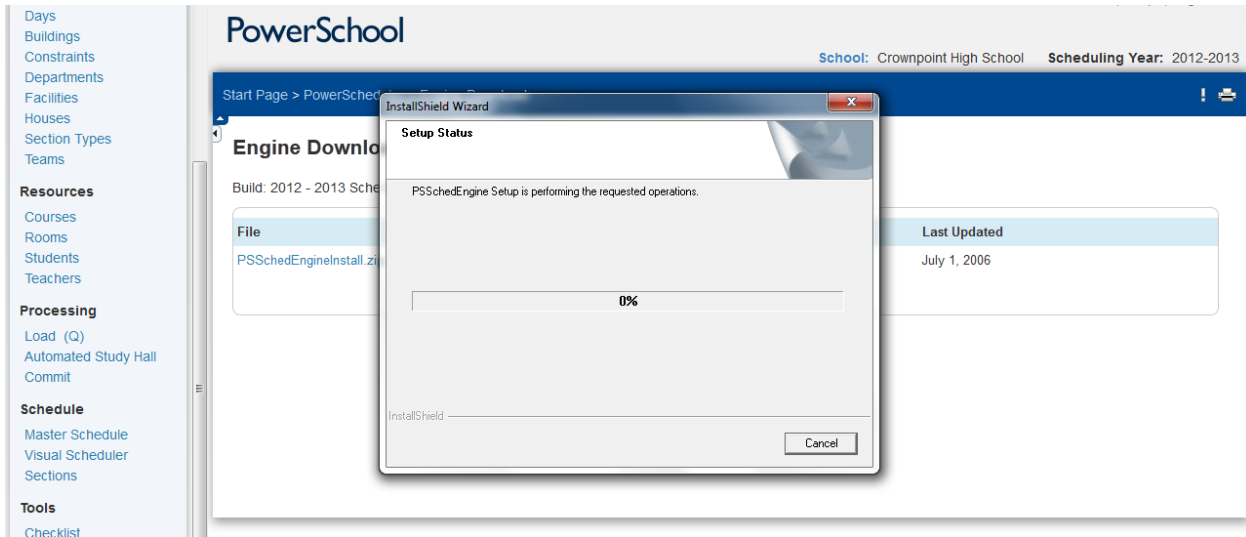 Days
Buildings
Constraints
Departments
Facilities
Houses
Section Types
Teams
Resources
Courses
Rooms
Students
Teachers
Processing
Load (Q)
Automated Study Hall
Commit
Schedule
Master Schedule
Visual Scheduler
Sections
Tools
Checklist
PowerSchool
School: Crownpoint High School Scheduling Year: 2012-2013
Start Page > PowerSched
!
Engine Downlo
Build: 2012 - 2013 Sche
File Last Updated
PSSchedEngineInstall.zip July 1, 2006
InstallShield Wizard
Setup Status
PSSchedEngine Setup is performing the requested operations.
0%
InstallShield
Cancel